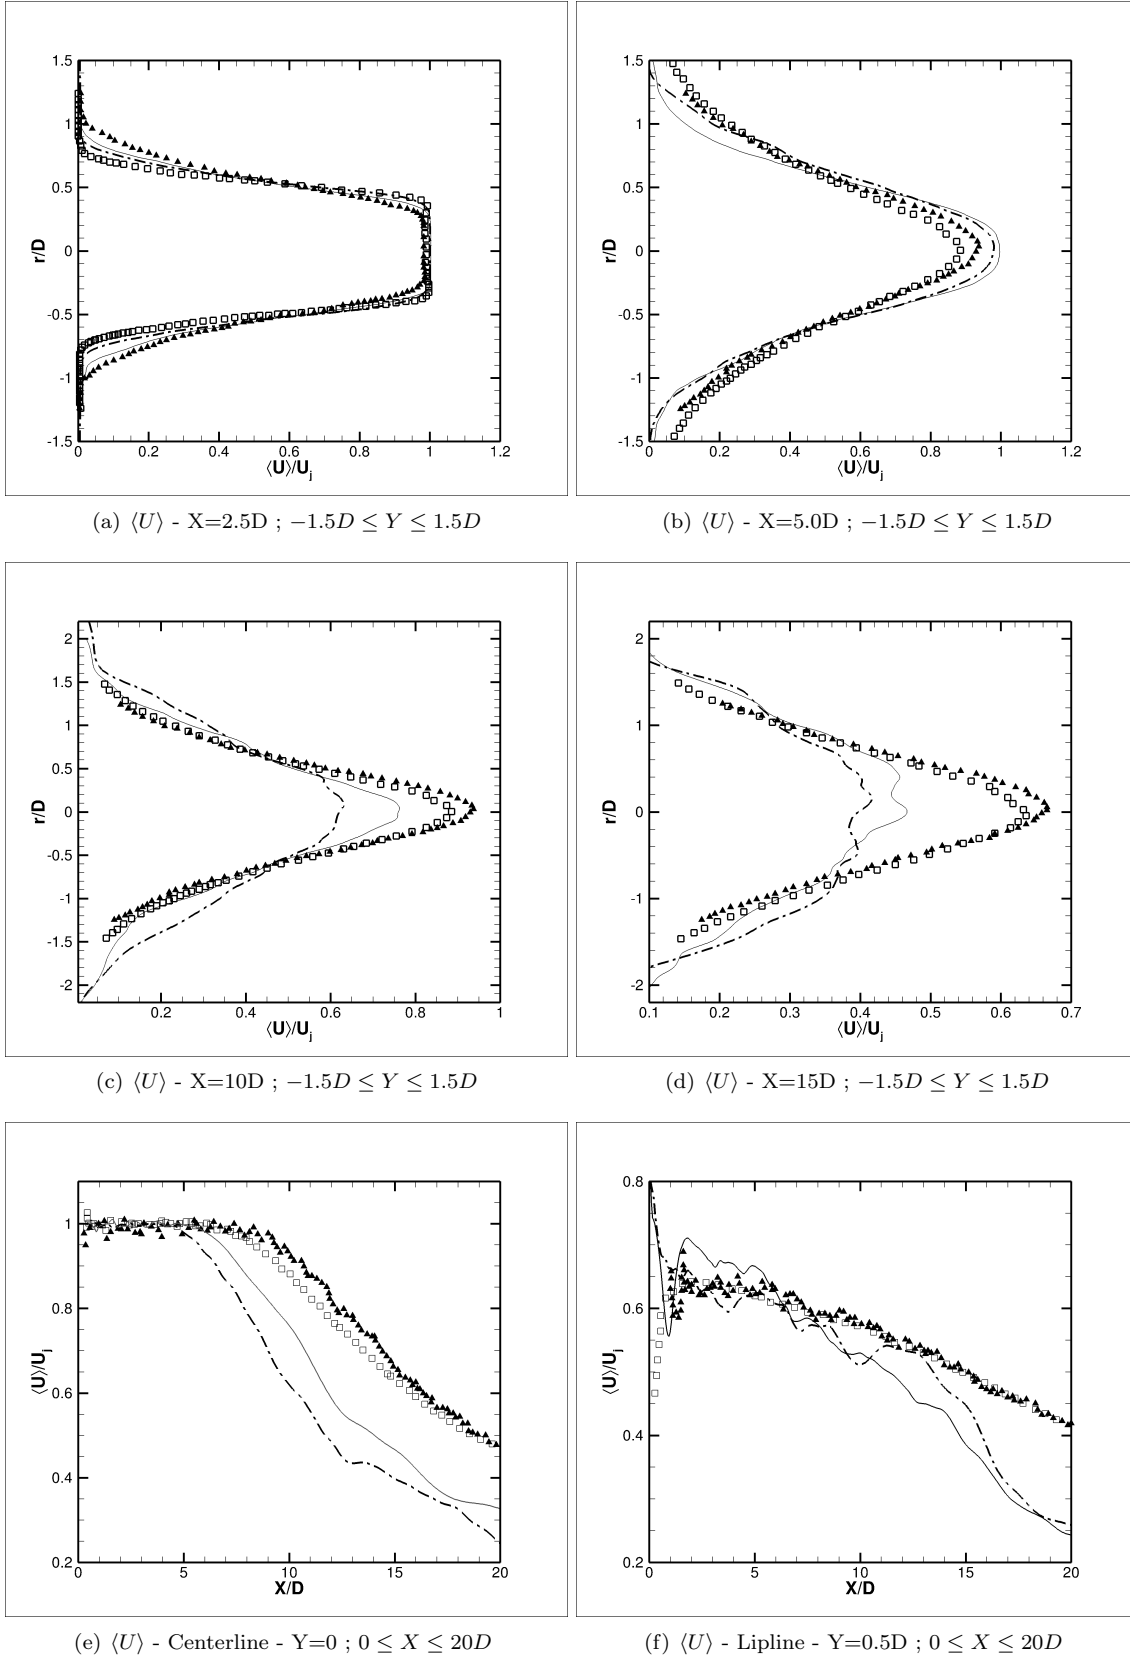 1.5
1
0.5
0
-0.5
-1
-1.5
r/D
0 0.2 0.4 0.6 0.8 1 1.2
⟨U⟩/Uj
(a) ⟨U⟩ - X=2.5D ; −1.5D ≤ Y ≤ 1.5D
1.5
1
0.5
0
-0.5
-1
-1.5
r/D
0 0.2 0.4 0.6 0.8 1 1.2
⟨U⟩/Uj
(b) ⟨U⟩ - X=5.0D ; −1.5D ≤ Y ≤ 1.5D
2
1.5
1
0.5
0
-0.5
-1
-1.5
-2
r/D
0.2 0.4 0.6 0.8 1
⟨U⟩/Uj
(c) ⟨U⟩ - X=10D ; −1.5D ≤ Y ≤ 1.5D
2
1
0
-1
-2
r/D
0.1 0.2 0.3 0.4 0.5 0.6 0.7
⟨U⟩/Uj
(d) ⟨U⟩ - X=15D ; −1.5D ≤ Y ≤ 1.5D
1
0.8
0.6
0.4
0.2
⟨U⟩/Uj
0 5 10 15 20
X/D
(e) ⟨U⟩ - Centerline - Y=0 ; 0 ≤ X ≤ 20D
0.8
0.6
0.4
0.2
⟨U⟩/Uj
0 5 10 15 20
X/D
(f) ⟨U⟩ - Lipline - Y=0.5D ; 0 ≤ X ≤ 20D